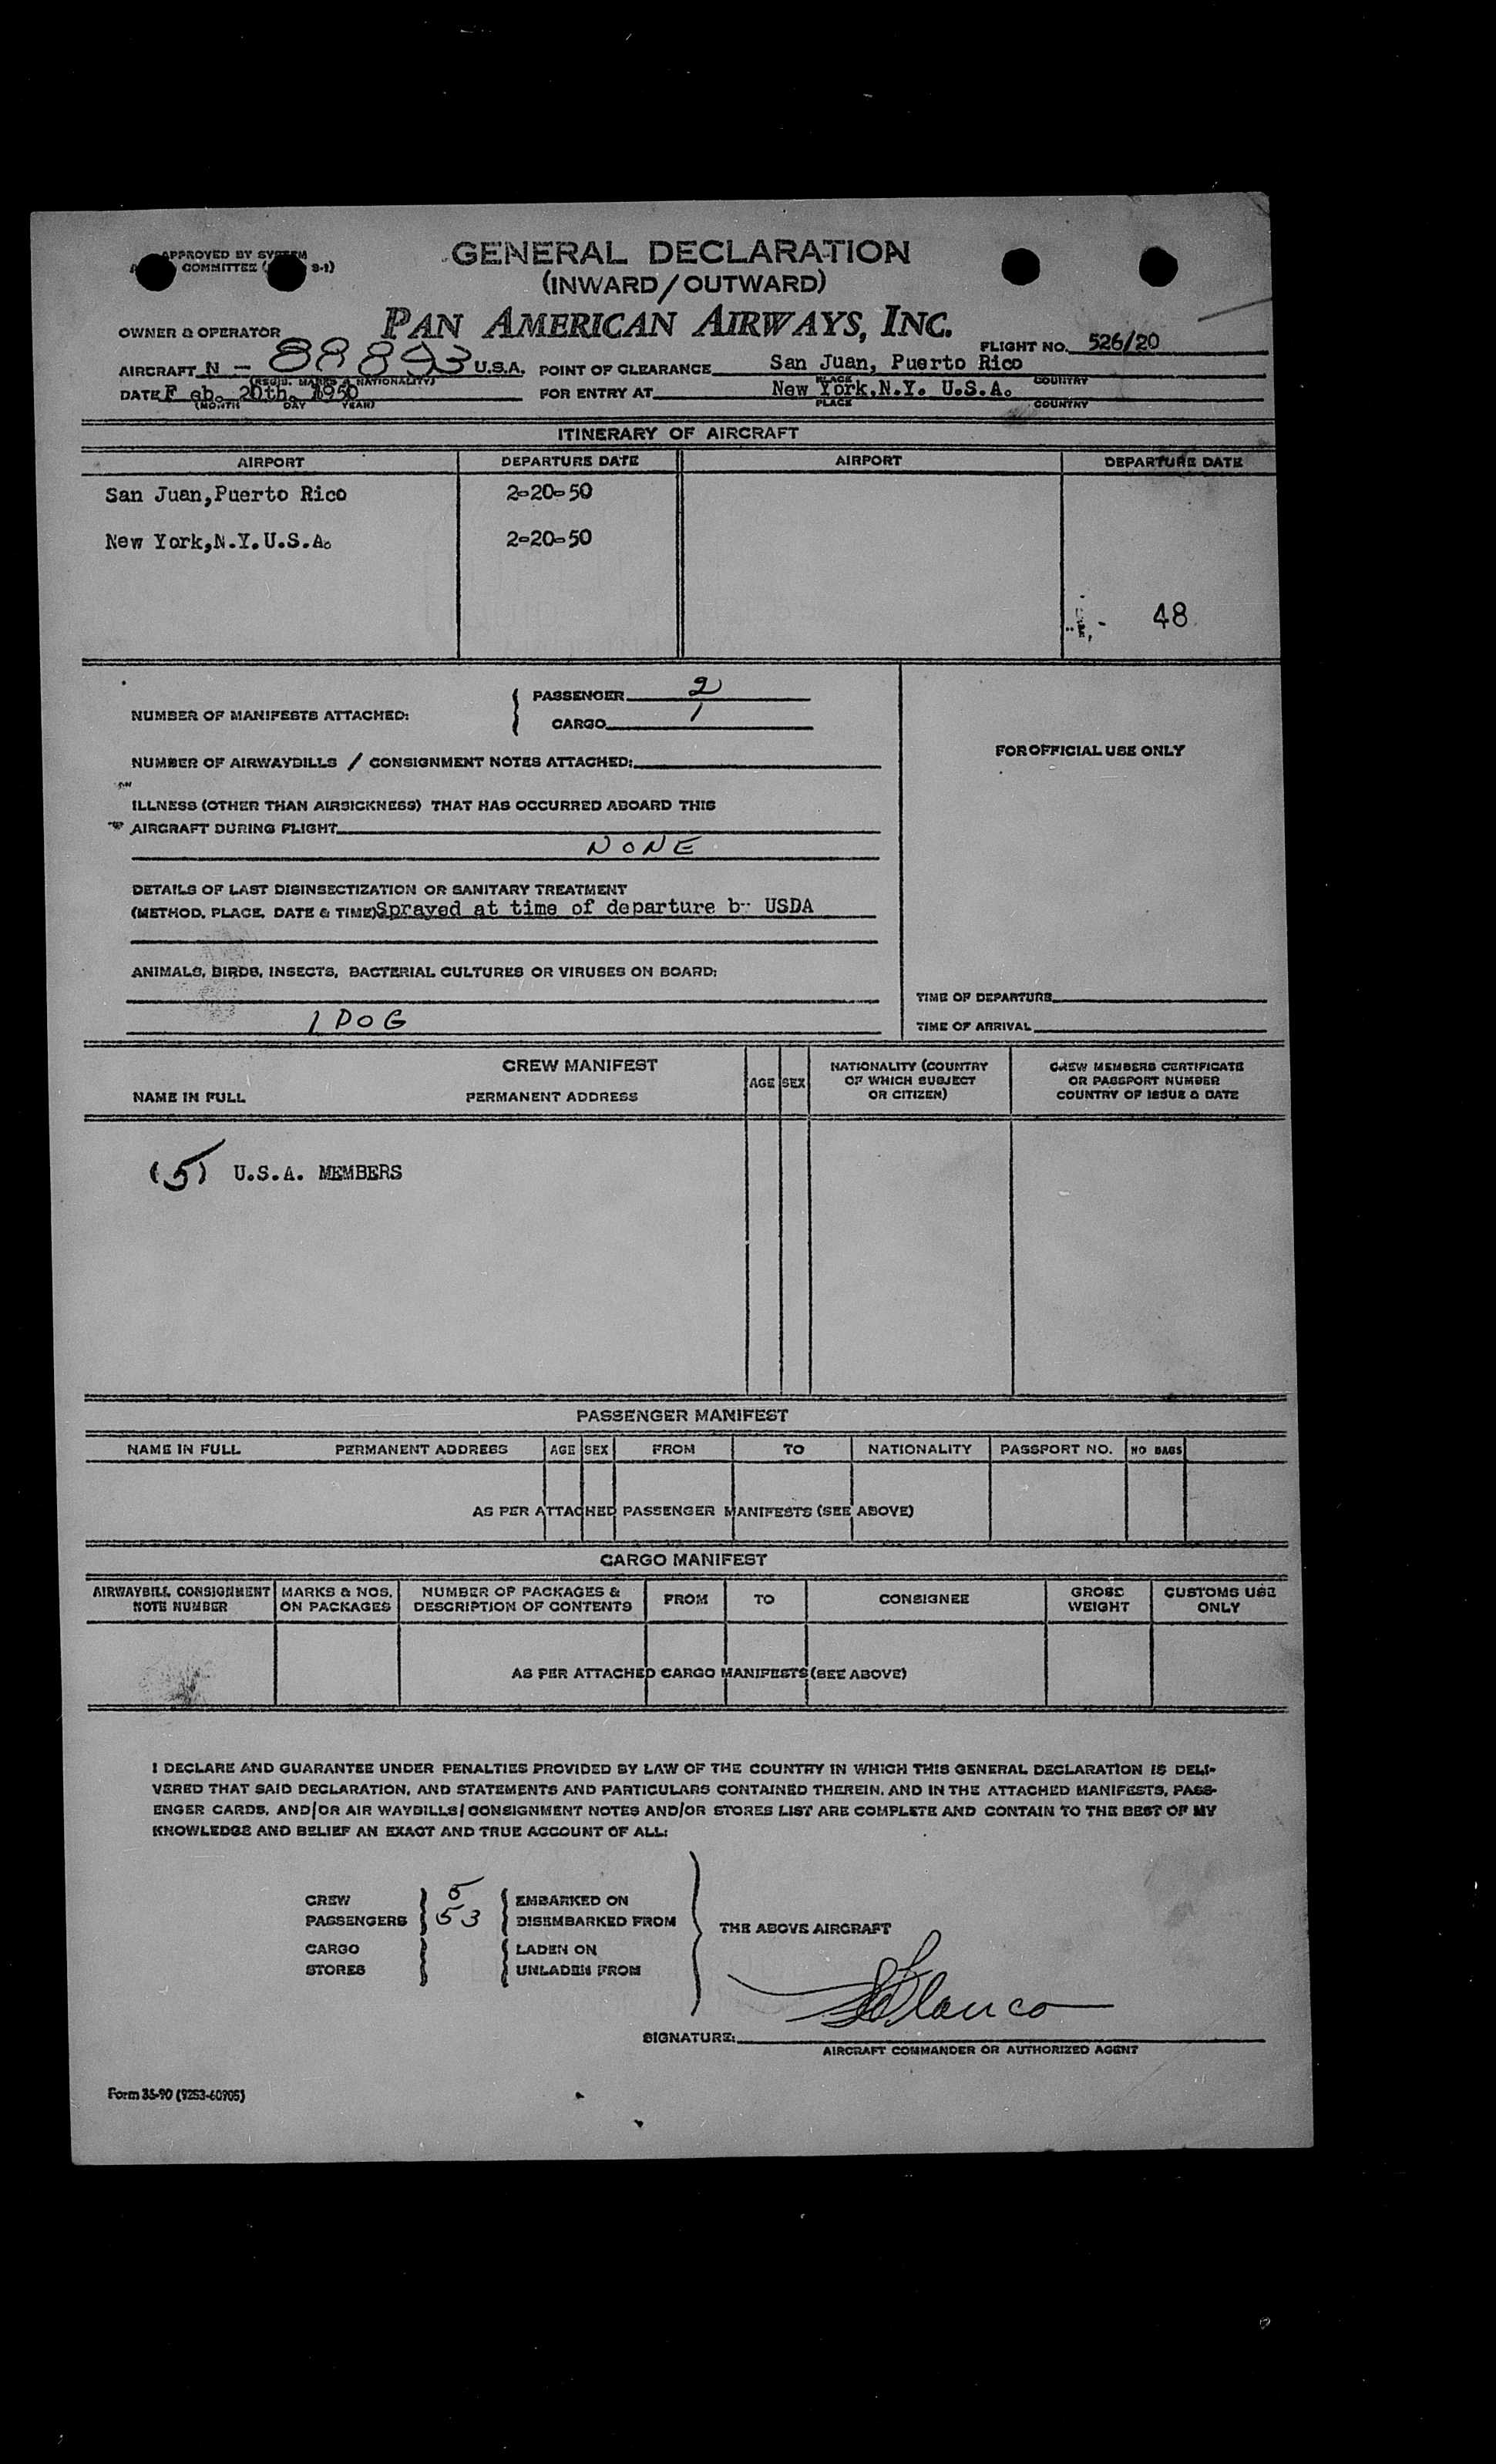 APPROVED BY SYSTEM
COMMITTEE ( 9-1)
GENERAL DECLARATION
(INWARD/OUTWARD)
OWNER & OPERATOR PAN AMERICAN AIRWAYS, INC.
FLIGHT NO. 526/20
AIRCRAFT N - 88893 U.S.A. POINT OF CLEARANCE San Juan, Puerto Rico
(REGIS. MARKS & NATIONALITY) PLACE COUNTRY
DATE F eb. 20th. 1950 FOR ENTRY AT New York,N.Y. U.S.A.
(MONTH DAY YEAR) PLACE COUNTRY
ITINERARY OF AIRCRAFT
AIRPORT DEPARTURE DATE AIRPORT DEPARTURE DATE
San Juan,Puerto Rico 2-20-50
New York,N.Y.U.S.A. 2-20-50
48
NUMBER OF MANIFESTS ATTACHED: PASSENGER 2
CARGO 1
NUMBER OF AIRWAYBILLS / CONSIGNMENT NOTES ATTACHED:
FOR OFFICIAL USE ONLY
ILLNESS (OTHER THAN AIRSICKNESS) THAT HAS OCCURRED ABOARD THIS
AIRCRAFT DURING FLIGHT
NONE
DETAILS OF LAST DISINSECTIZATION OR SANITARY TREATMENT
(METHOD, PLACE, DATE & TIME) Sprayed at time of departure by USDA
ANIMALS, BIRDS, INSECTS, BACTERIAL CULTURES OR VIRUSES ON BOARD:
1 DOG
TIME OF DEPARTURE
TIME OF ARRIVAL
CREW MANIFEST
NAME IN FULL PERMANENT ADDRESS AGE SEX NATIONALITY (COUNTRY OF WHICH SUBJECT OR CITIZEN) CREW MEMBERS CERTIFICATE OR PASSPORT NUMBER COUNTRY OF ISSUE & DATE
(5) U.S.A. MEMBERS
PASSENGER MANIFEST
NAME IN FULL PERMANENT ADDRESS AGE SEX FROM TO NATIONALITY PASSPORT NO. NO BAGS
AS PER ATTACHED PASSENGER MANIFESTS (SEE ABOVE)
CARGO MANIFEST
AIRWAYBILL CONSIGNMENT NOTE NUMBER MARKS & NOS. ON PACKAGES NUMBER OF PACKAGES & DESCRIPTION OF CONTENTS FROM TO CONSIGNEE GROSS WEIGHT CUSTOMS USE ONLY
AS PER ATTACHED CARGO MANIFESTS (SEE ABOVE)
I DECLARE AND GUARANTEE UNDER PENALTIES PROVIDED BY LAW OF THE COUNTRY IN WHICH THIS GENERAL DECLARATION IS DELI-
VERED THAT SAID DECLARATION, AND STATEMENTS AND PARTICULARS CONTAINED THEREIN, AND IN THE ATTACHED MANIFESTS, PASS-
ENGER CARDS, AND/OR AIR WAYBILLS/CONSIGNMENT NOTES AND/OR STORES LIST ARE COMPLETE AND CONTAIN TO THE BEST OF MY
KNOWLEDGE AND BELIEF AN EXACT AND TRUE ACCOUNT OF ALL:
CREW 5 EMBARKED ON
PASSENGERS 53 DISEMBARKED FROM
THE ABOVE AIRCRAFT
CARGO LADEN ON
STORES UNLADEN FROM
Blanco
SIGNATURE:
AIRCRAFT COMMANDER OR AUTHORIZED AGENT
Form 35-90 (9253-60705)